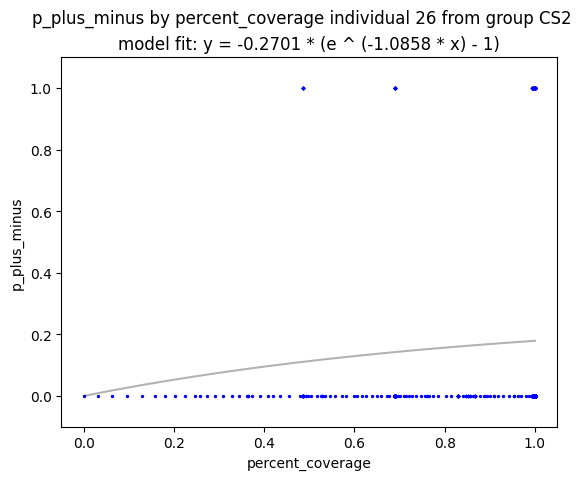 p_plus_minus by percent_coverage individual 26 from group CS2
model fit: y = -0.2701 * (e ^ (-1.0858 * x) - 1)
1.0
0.8
0.6
0.4
0.2
0.0
p_plus_minus
0.0 0.2 0.4 0.6 0.8 1.0
percent_coverage